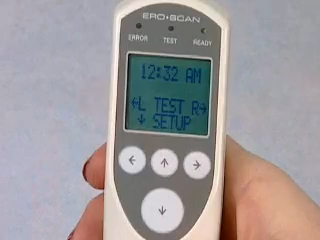 ERO•SCAN
ERROR TEST READY
12:32 AM
←L TEST R→
↓ SETUP